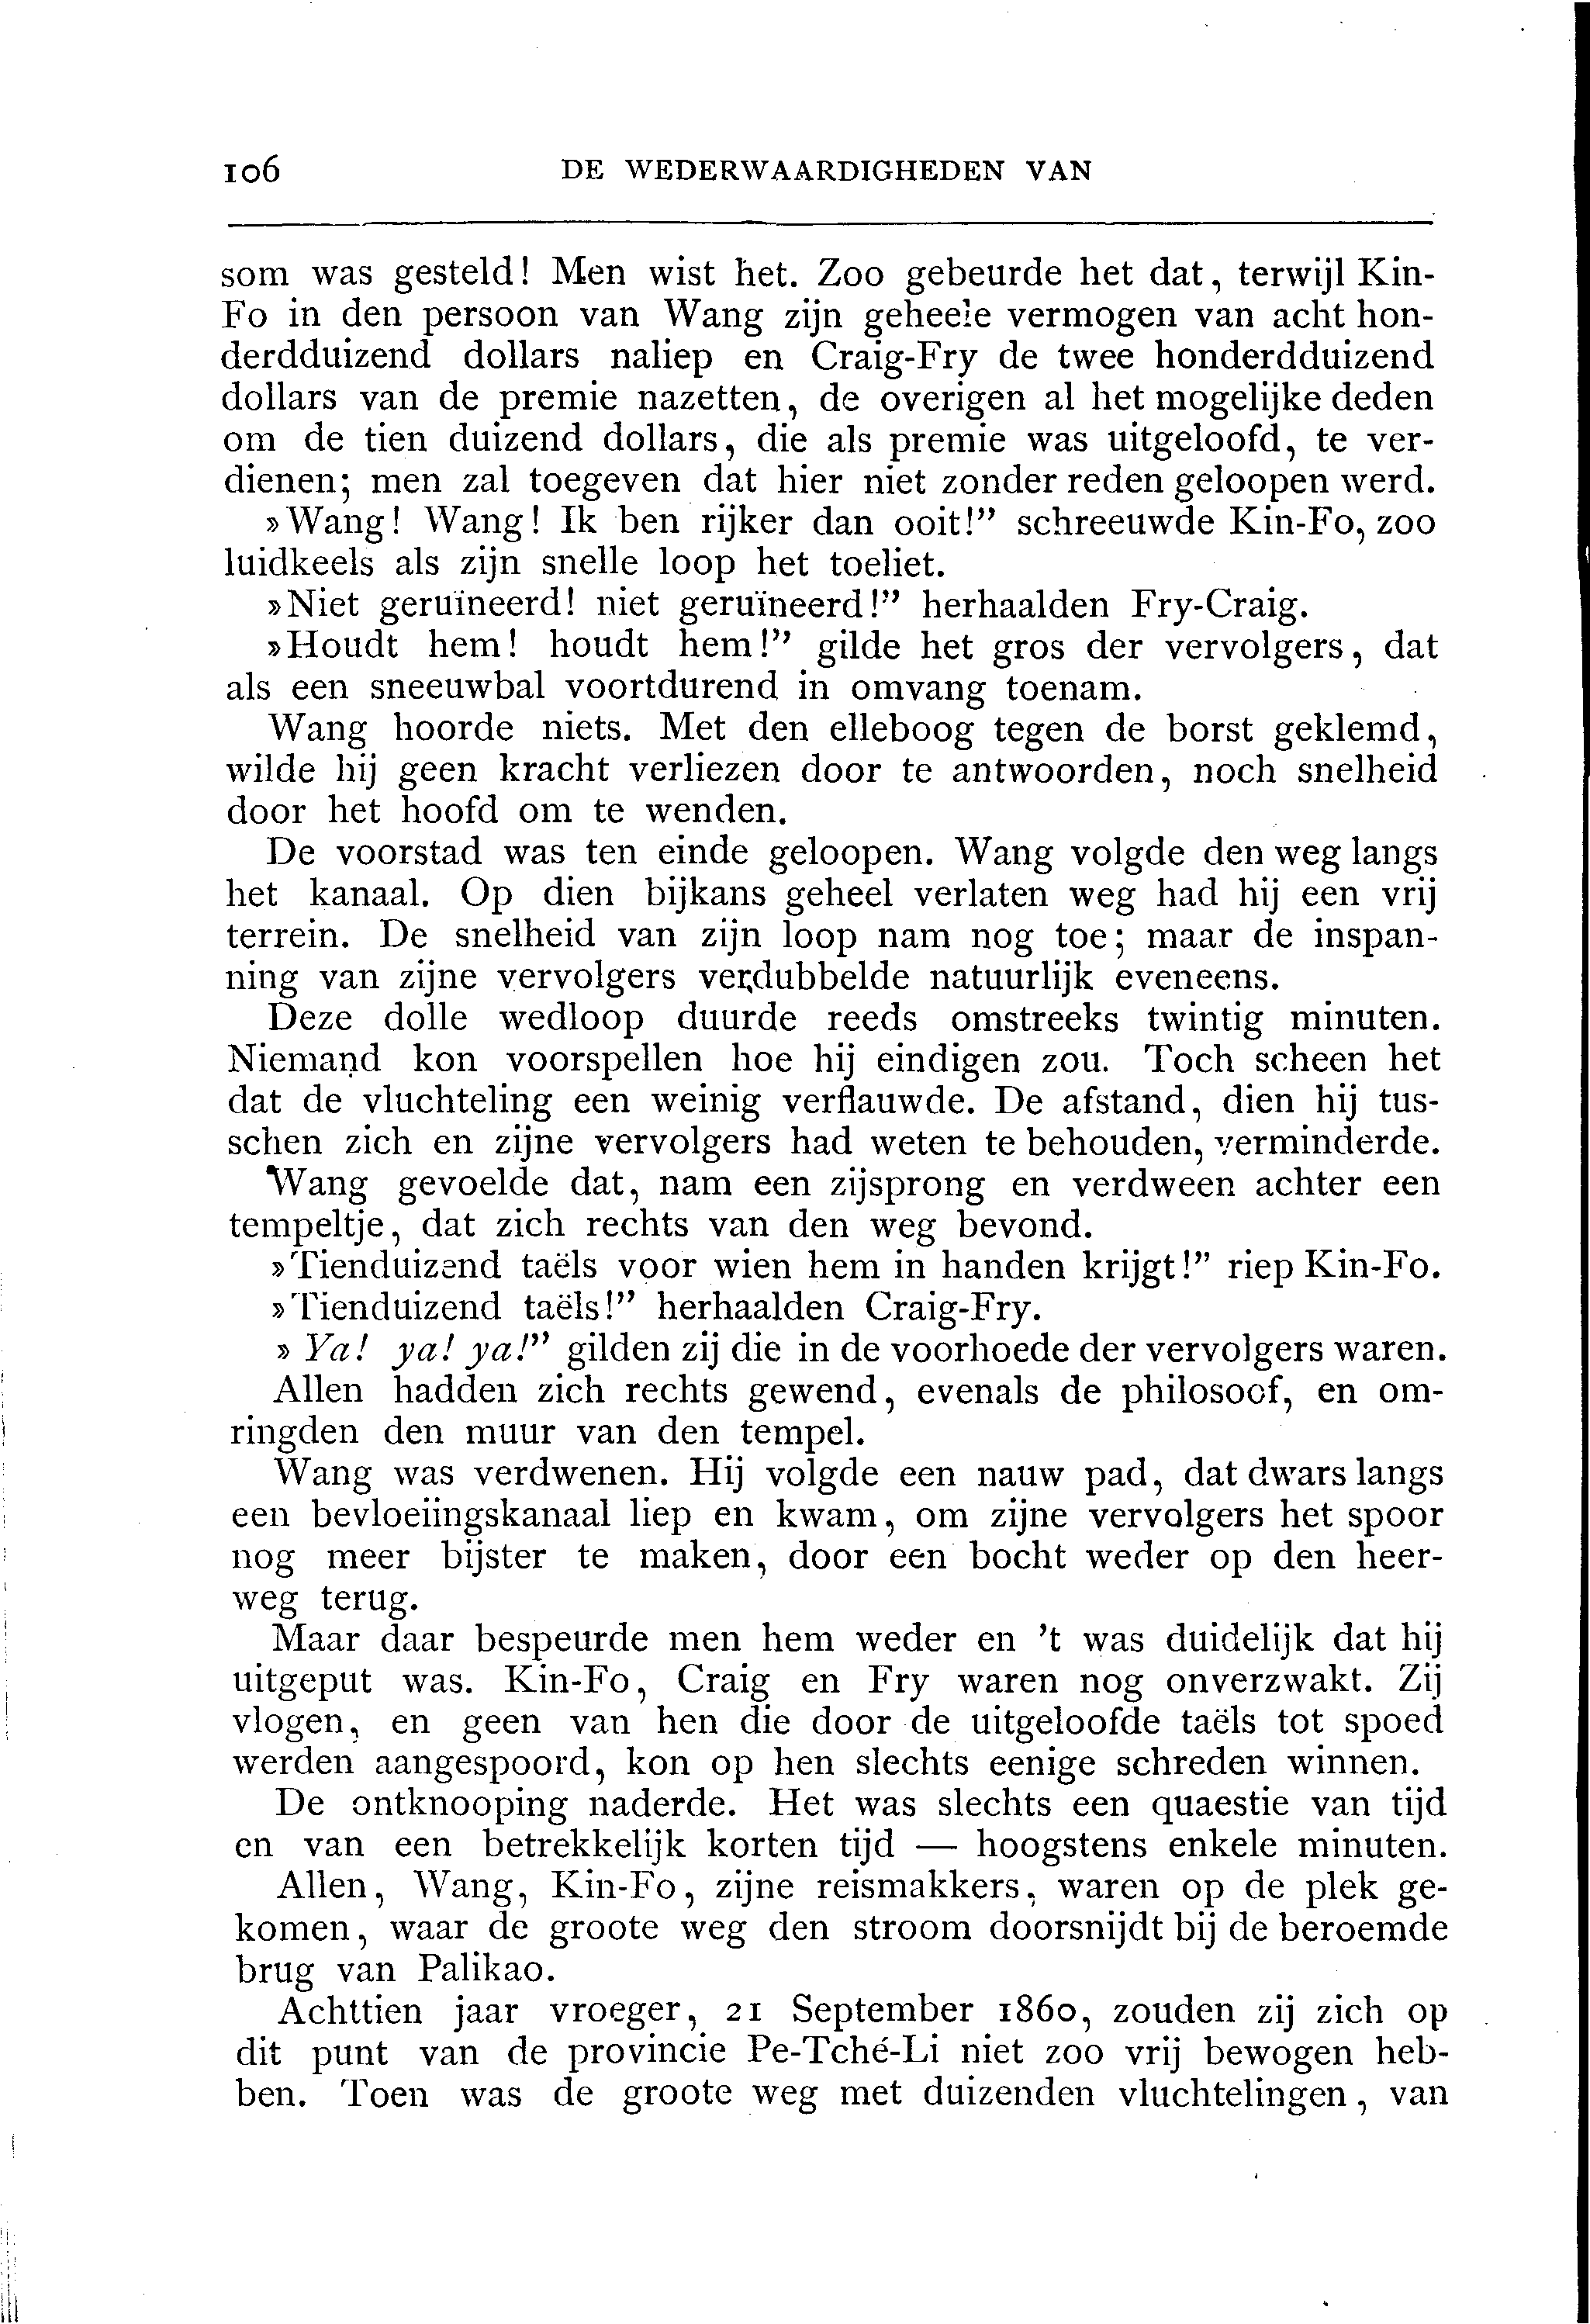 106 DE WEDERWAARDIGHEDEN VAN
som was gesteld! Men wist het. Zoo gebeurde het dat, terwijl Kin-
Fo in den persoon van Wang zijn geheele vermogen van acht hon-
derdduizend dollars naliep en Craig-Fry de twee honderdduizend
dollars van de premie nazetten, de overigen al het mogelijke deden
om de tien duizend dollars, die als premie was uitgeloofd, te ver-
dienen; men zal toegeven dat hier niet zonder reden geloopen werd.
»Wang! Wang! Ik ben rijker dan ooit!” schreeuwde Kin-Fo, zoo
luidkeels als zijn snelle loop het toeliet.
»Niet geruïneerd! niet geruïneerd!” herhaalden Fry-Craig.
»Houdt hem! houdt hem!” gilde het gros der vervolgers, dat
als een sneeuwbal voortdurend in omvang toenam.
Wang hoorde niets. Met den elleboog tegen de borst geklemd,
wilde hij geen kracht verliezen door te antwoorden, noch snelheid
door het hoofd om te wenden.
De voorstad was ten einde geloopen. Wang volgde den weg langs
het kanaal. Op dien bijkans geheel verlaten weg had hij een vrij
terrein. De snelheid van zijn loop nam nog toe; maar de inspan-
ning van zijne vervolgers verdubbelde natuurlijk eveneens.
Deze dolle wedloop duurde reeds omstreeks twintig minuten.
Niemand kon voorspellen hoe hij eindigen zou. Toch scheen het
dat de vluchteling een weinig verflauwde. De afstand, dien hij tus-
schen zich en zijne vervolgers had weten te behouden, verminderde.
Wang gevoelde dat, nam een zijsprong en verdween achter een
tempeltje, dat zich rechts van den weg bevond.
»Tienduizend taëls voor wien hem in handen krijgt!” riep Kin-Fo.
»Tienduizend taëls!” herhaalden Craig-Fry.
»Ya! ya! ya!” gilden zij die in de voorhoede der vervolgers waren.
Allen hadden zich rechts gewend, evenals de philosoof, en om-
ringden den muur van den tempel.
Wang was verdwenen. Hij volgde een nauw pad, dat dwars langs
een bevloeiingskanaal liep en kwam, om zijne vervolgers het spoor
nog meer bijster te maken, door een bocht weder op den heer-
weg terug.
Maar daar bespeurde men hem weder en 't was duidelijk dat hij
uitgeput was. Kin-Fo, Craig en Fry waren nog onverzwakt. Zij
vlogen, en geen van hen die door de uitgeloofde taëls tot spoed
werden aangespoord, kon op hen slechts eenige schreden winnen.
De ontknooping naderde. Het was slechts een quaestie van tijd
en van een betrekkelijk korten tijd — hoogstens enkele minuten.
Allen, Wang, Kin-Fo, zijne reismakkers, waren op de plek ge-
komen, waar de groote weg den stroom doorsnijdt bij de beroemde
brug van Palikao.
Achttien jaar vroeger, 21 September 1860, zouden zij zich op
dit punt van de provincie Pe-Tché-Li niet zoo vrij bewogen heb-
ben. Toen was de groote weg met duizenden vluchtelingen, van